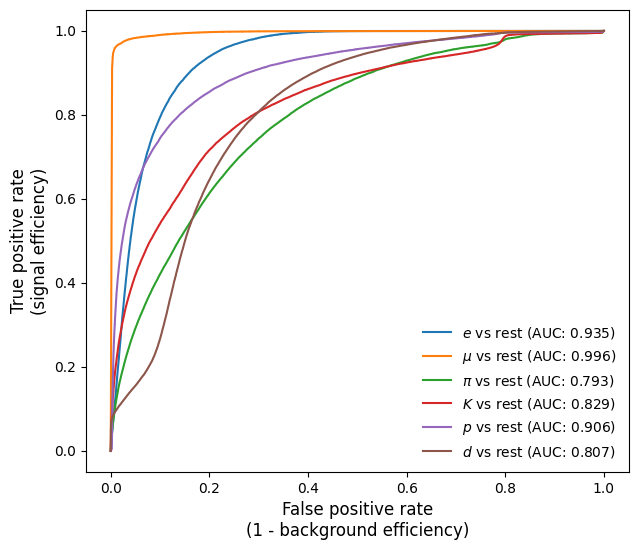 1.0
0.8
0.6
0.4
0.2
0.0
True positive rate
(signal efficiency)
e vs rest (AUC: 0.935)
μ vs rest (AUC: 0.996)
π vs rest (AUC: 0.793)
K vs rest (AUC: 0.829)
p vs rest (AUC: 0.906)
d vs rest (AUC: 0.807)
0.0 0.2 0.4 0.6 0.8 1.0
False positive rate
(1 - background efficiency)